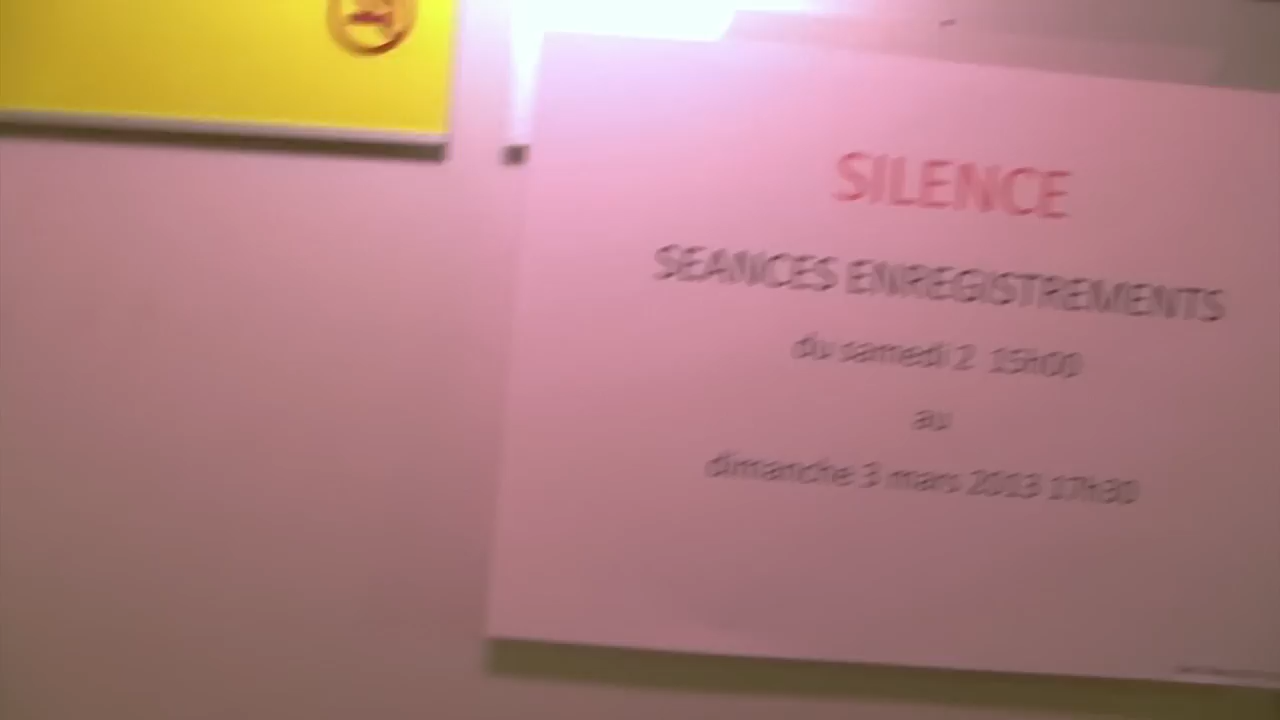 SILENCE
SEANCES ENREGISTREMENTS
du samedi 2 15h00
au
dimanche 3 mars 2013 17h30